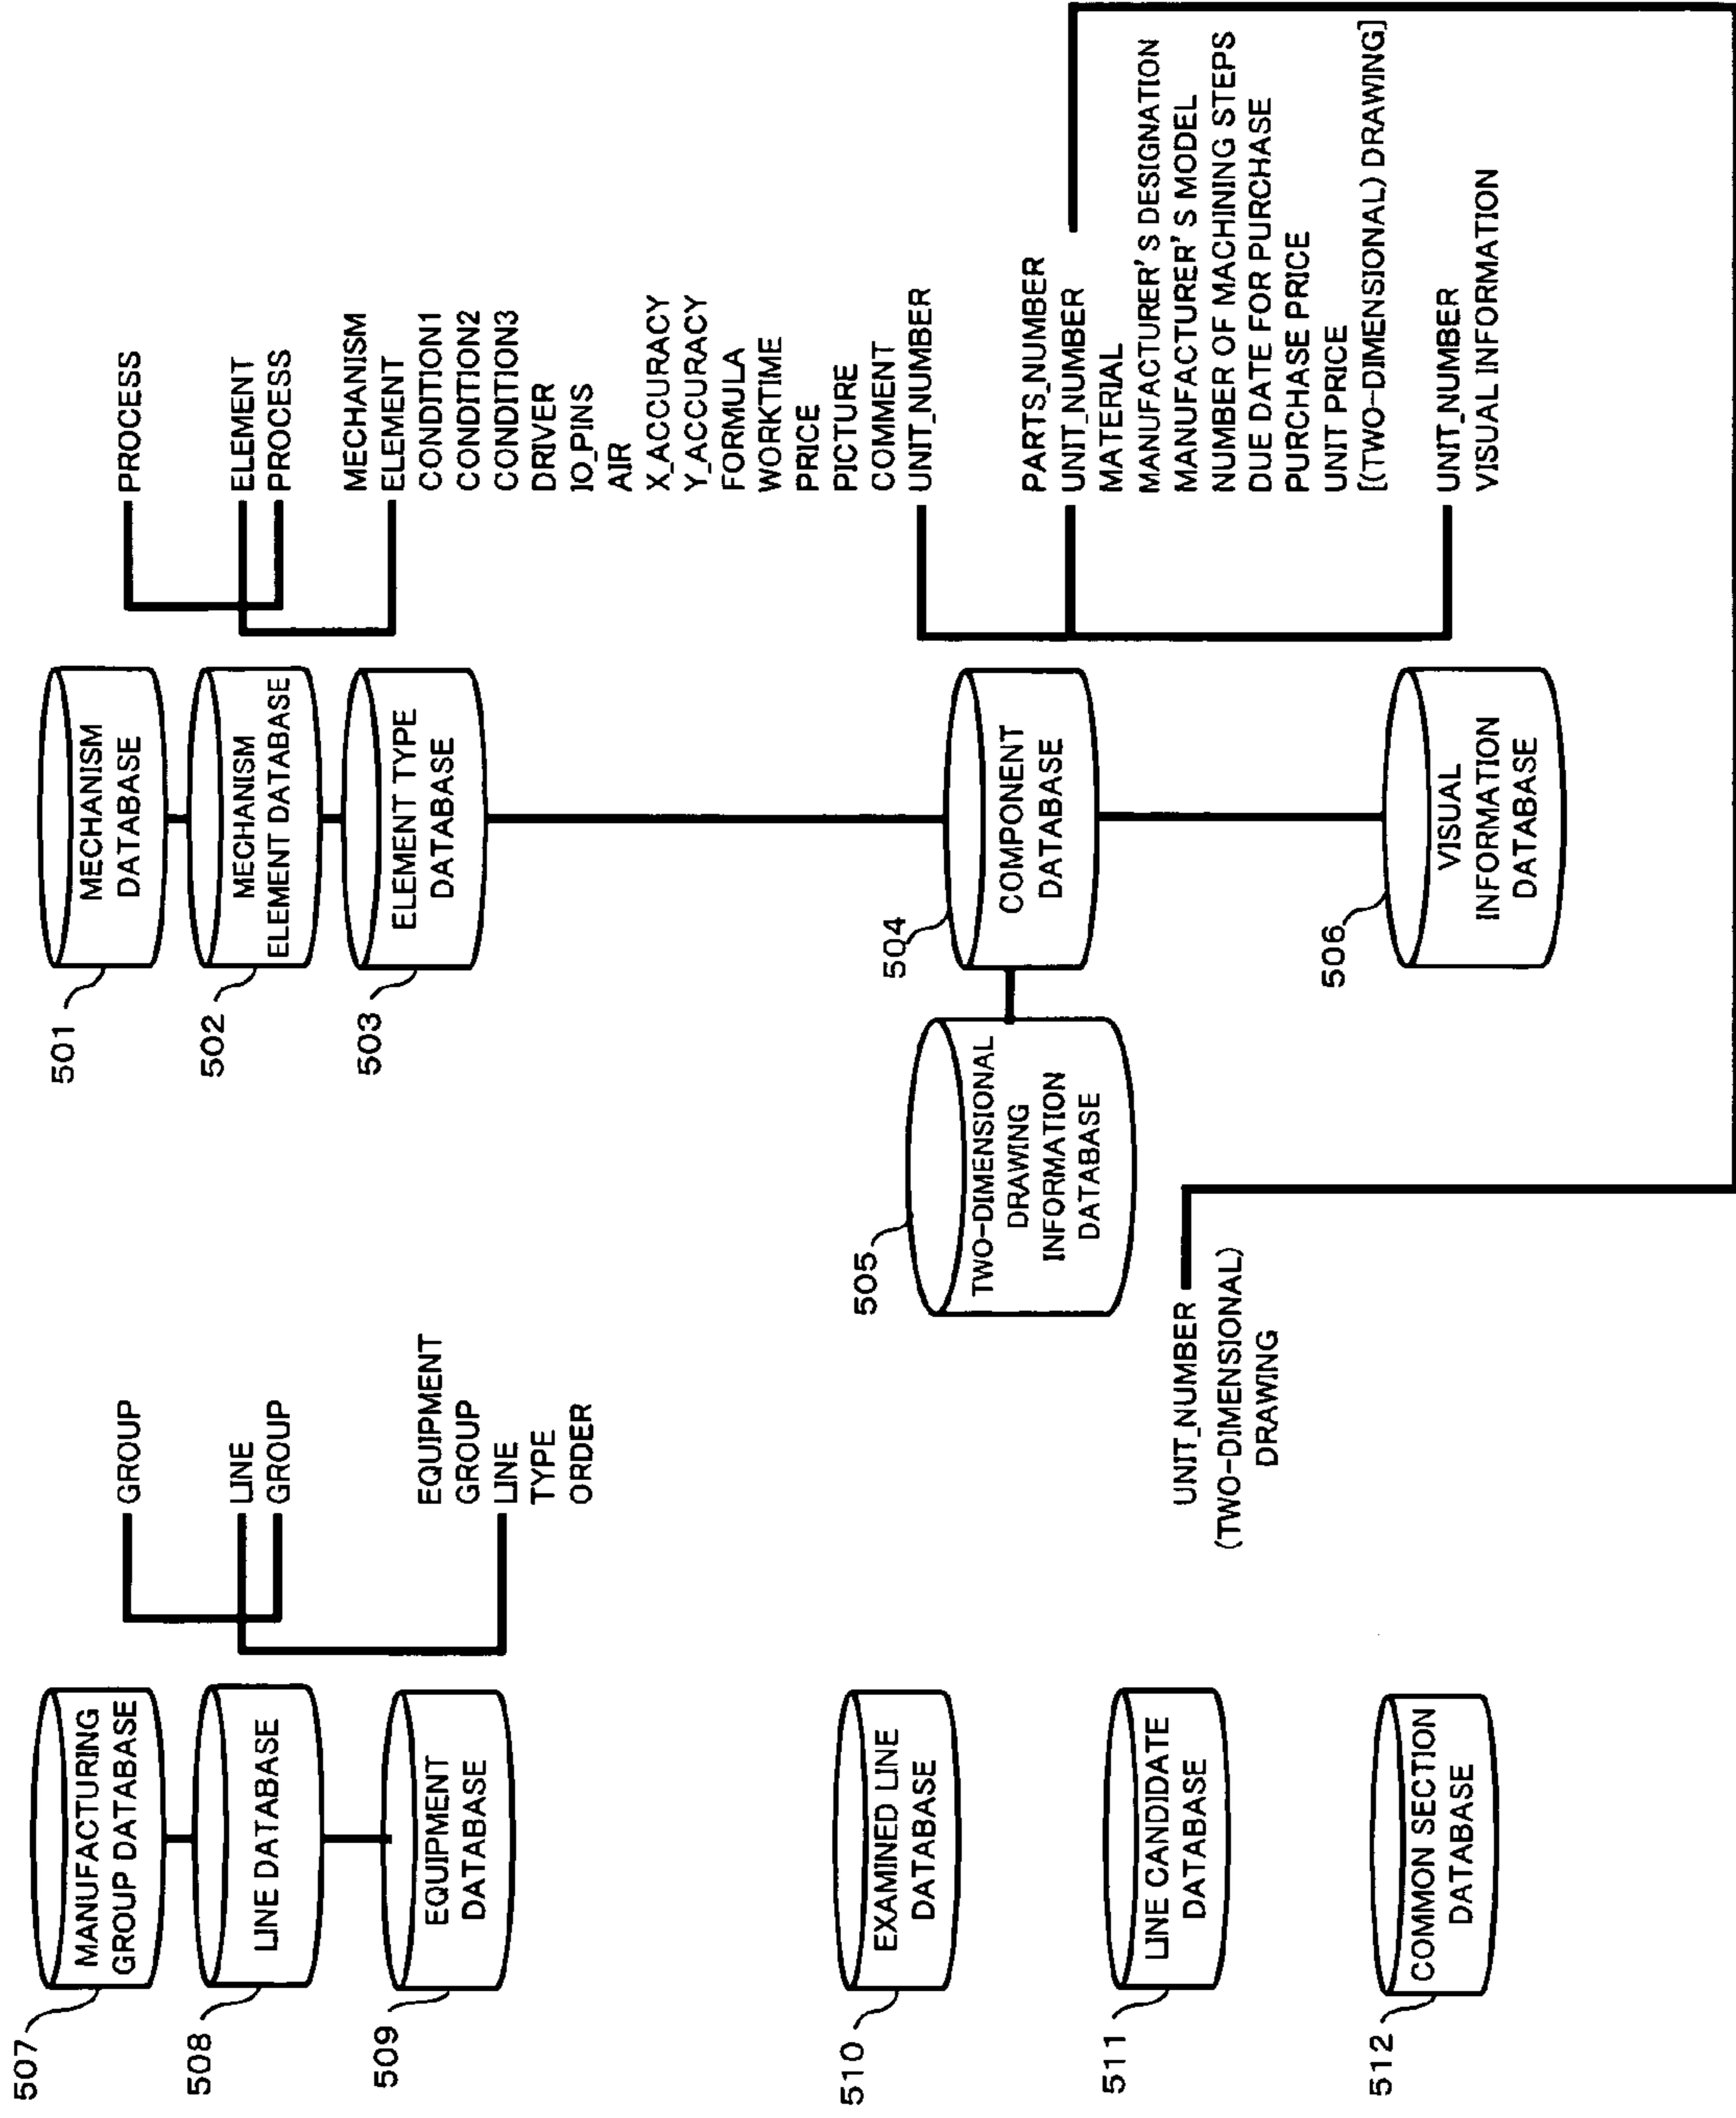 507
MANUFACTURING
GROUP DATABASE
GROUP
508
LINE DATABASE
LINE
GROUP
509
EQUIPMENT
DATABASE
EQUIPMENT
GROUP
LINE
TYPE
ORDER
510
EXAMINED LINE
DATABASE
511
LINE CANDIDATE
DATABASE
512
COMMON SECTION
DATABASE
501
MECHANISM
DATABASE
PROCESS
502
MECHANISM
ELEMENT DATABASE
ELEMENT
PROCESS
503
ELEMENT TYPE
DATABASE
MECHANISM
ELEMENT
CONDITION1
CONDITION2
CONDITION3
DRIVER
IO_PINS
AIR
X_ACCURACY
Y_ACCURACY
FORMULA
WORKTIME
PRICE
PICTURE
COMMENT
UNIT_NUMBER
505
TWO-DIMENSIONAL
DRAWING
INFORMATION
DATABASE
UNIT_NUMBER
(TWO-DIMENSIONAL)
DRAWING
504
COMPONENT
DATABASE
PARTS_NUMBER
UNIT_NUMBER
MATERIAL
MANUFACTURER'S DESIGNATION
MANUFACTURER'S MODEL
NUMBER OF MACHINING STEPS
DUE DATE FOR PURCHASE
PURCHASE PRICE
UNIT PRICE
[(TWO-DIMENSIONAL) DRAWING]
506
VISUAL
INFORMATION
DATABASE
UNIT_NUMBER
VISUAL INFORMATION